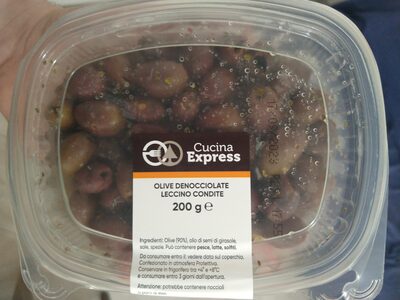 Cucina
Express
OLIVE DENOCCIOLATE
LECCINO CONDITE
200 g e
Ingredienti: Olive (90%), olio di semi di girasole,
sale, spezie. Può contenere pesce, latte, solfiti.
Da consumare entro il: vedere data sul coperchio.
Confezionato in atmosfera Protettiva.
Conservare in frigorifero tra +4° e +8°C
e consumare entro 3 giorni dall'apertura.
Attenzione: potrebbe contenere noccioli